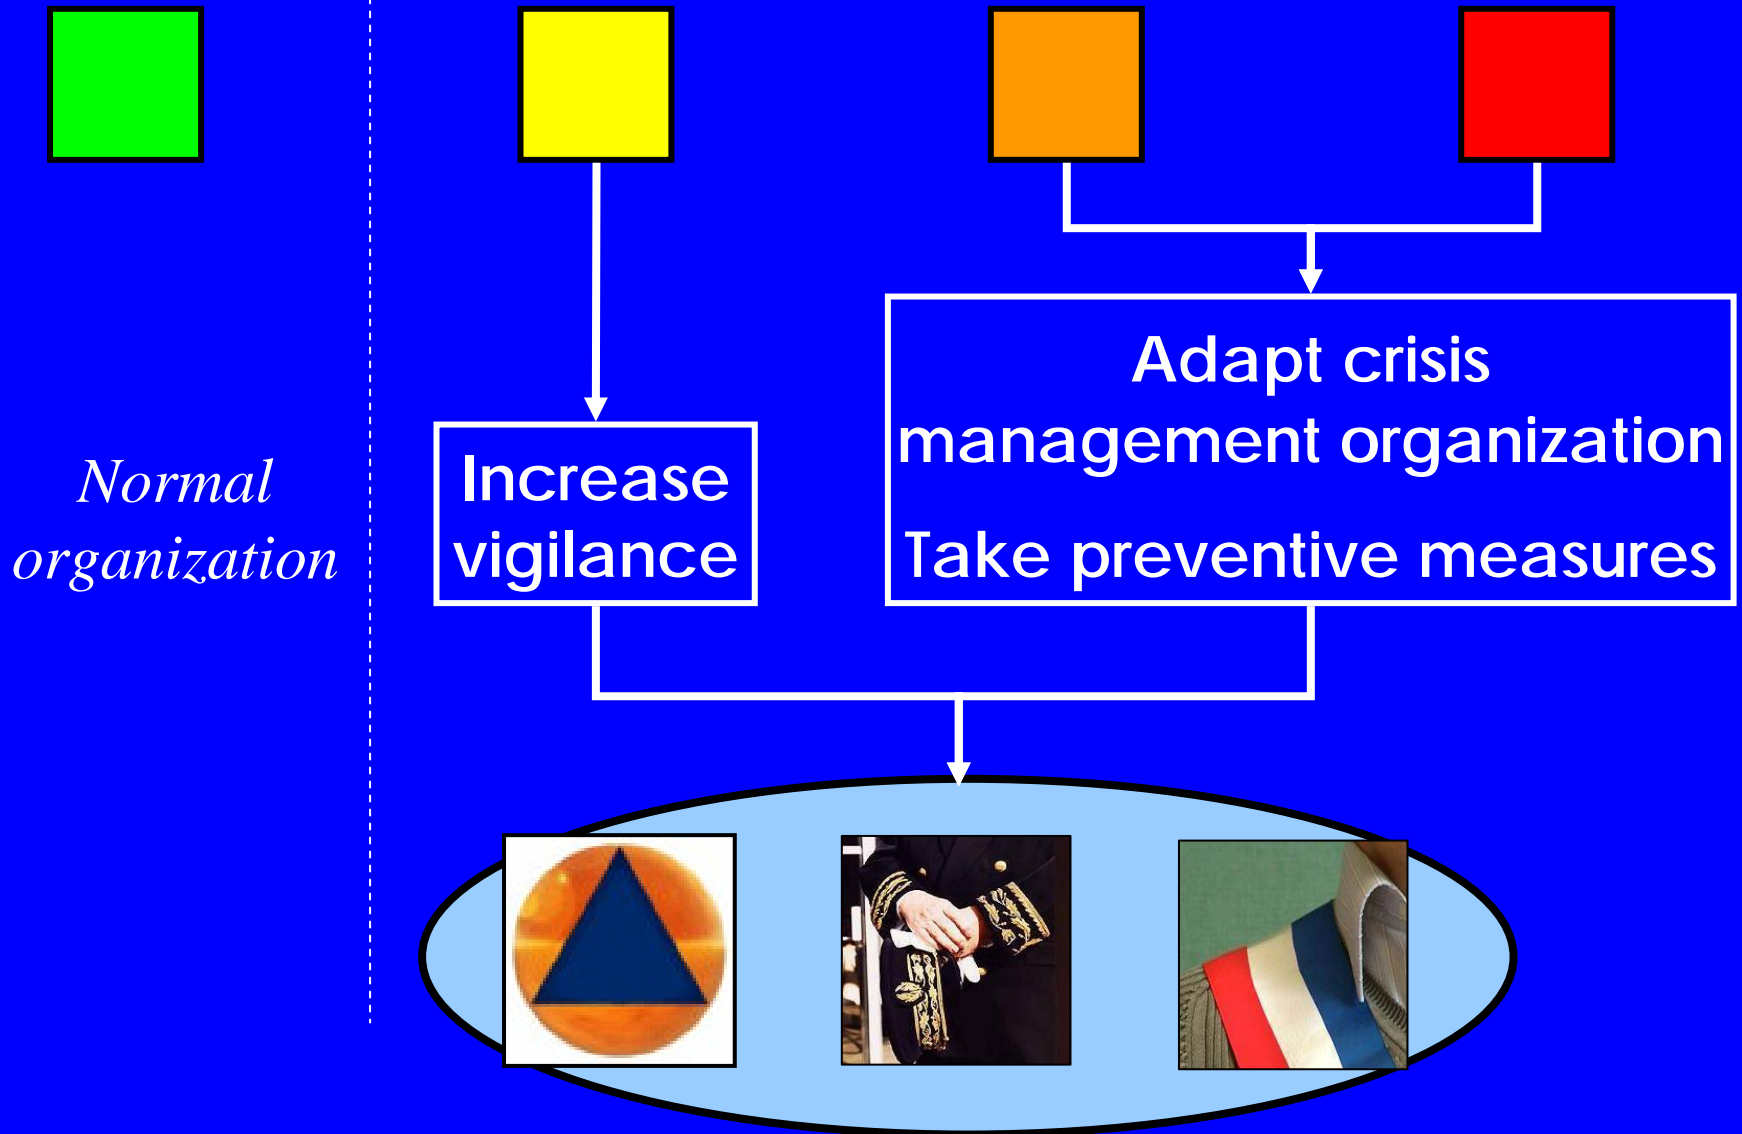 Normal
organization
Increase
vigilance
Adapt crisis
management organization
Take preventive measures